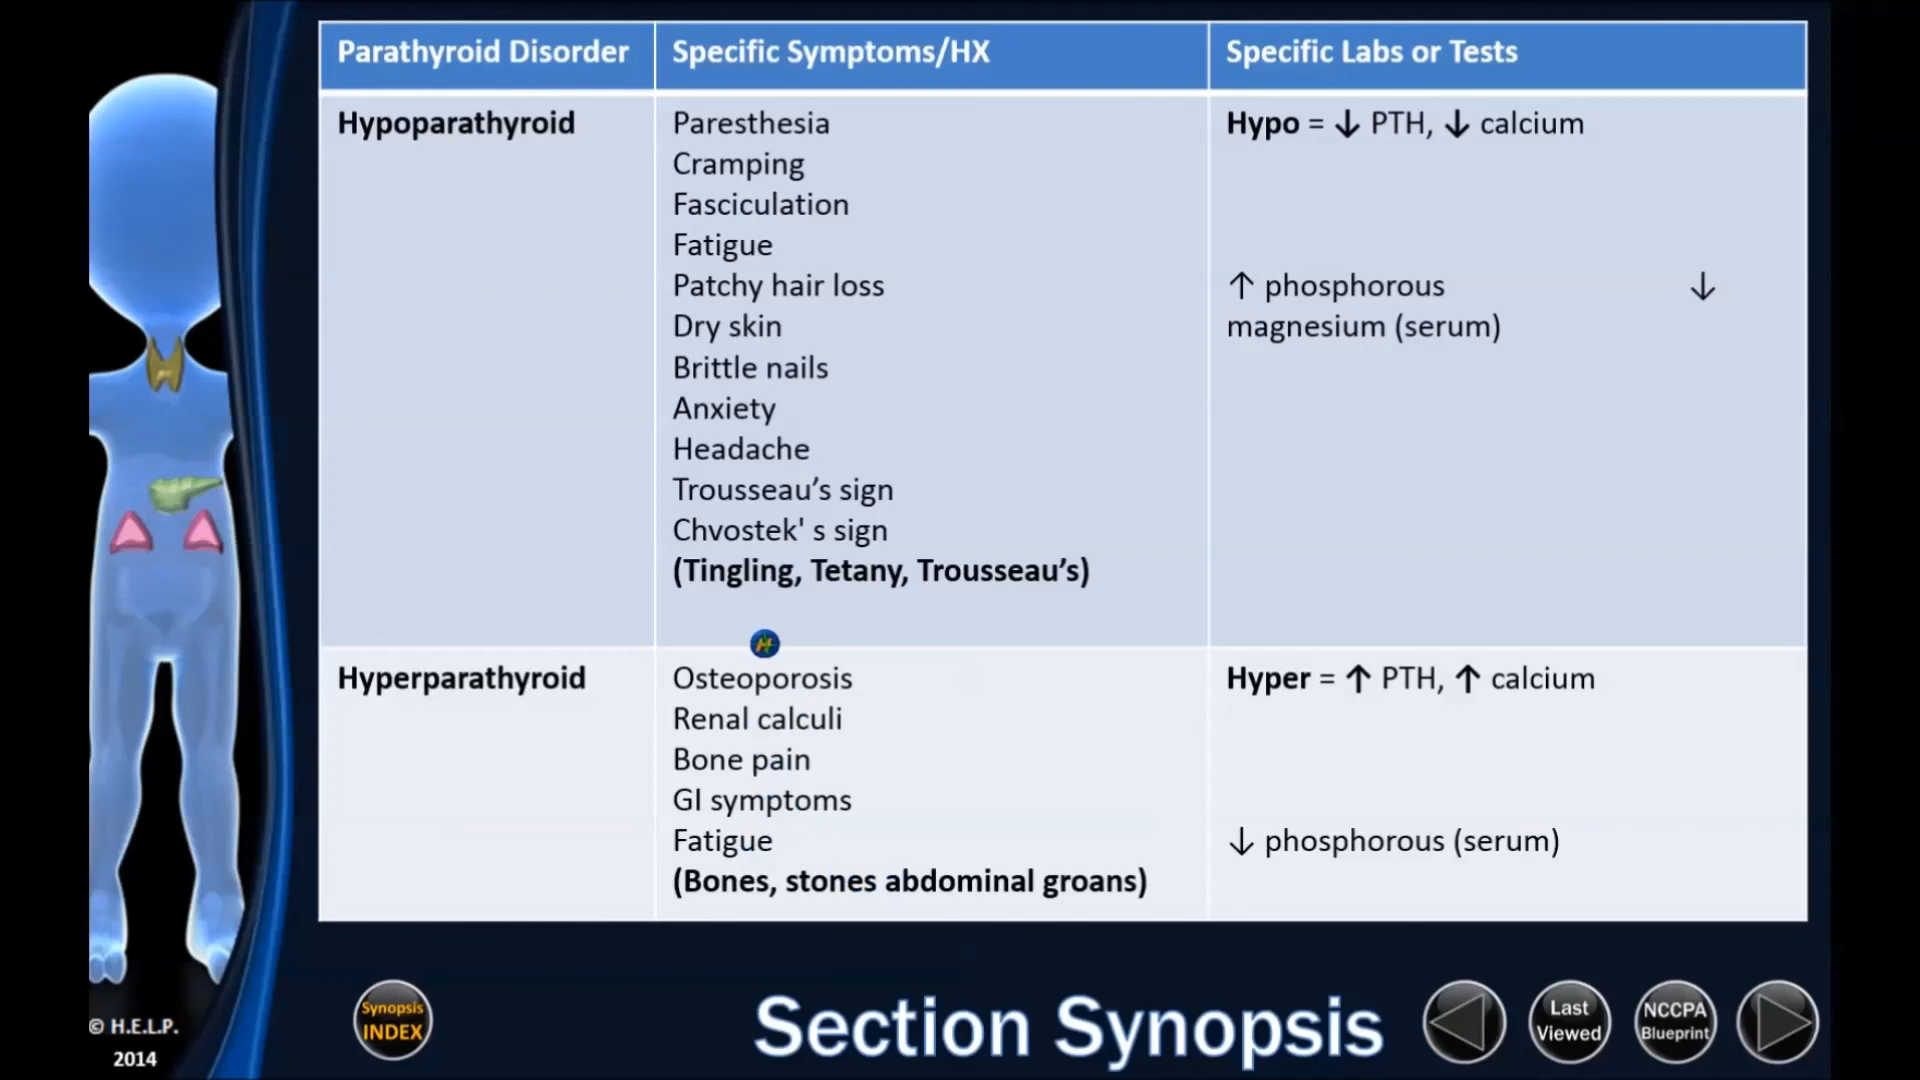 Parathyroid Disorder
Specific Symptoms/HX
Specific Labs or Tests
Hypoparathyroid
Paresthesia
Cramping
Fasciculation
Fatigue
Patchy hair loss
Dry skin
Brittle nails
Anxiety
Headache
Trousseau’s sign
Chvostek' s sign
(Tingling, Tetany, Trousseau’s)
Hypo = ↓ PTH, ↓ calcium
↑ phosphorous ↓
magnesium (serum)
Hyperparathyroid
Osteoporosis
Renal calculi
Bone pain
GI symptoms
Fatigue
(Bones, stones abdominal groans)
Hyper = ↑ PTH, ↑ calcium
↓ phosphorous (serum)
© H.E.L.P.
2014
Synopsis
INDEX
Section Synopsis
Last
Viewed
NCCPA
Blueprint